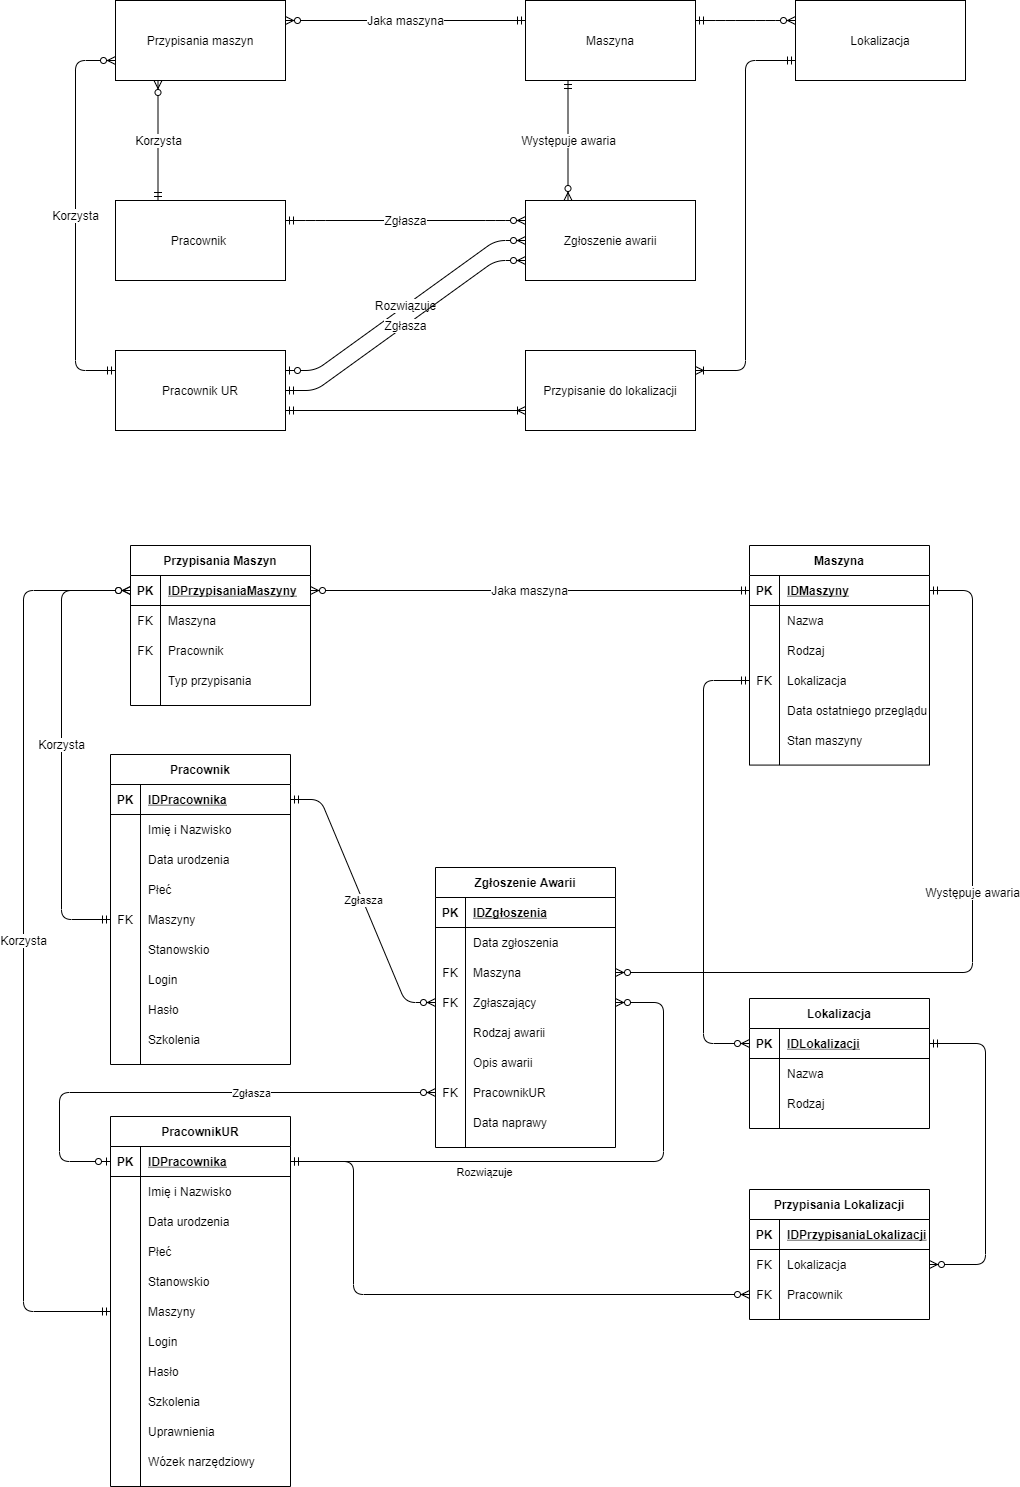 Przypisania maszyn
Jaka maszyna
Maszyna
Lokalizacja
Korzysta
Występuje awaria
Korzysta
Pracownik
Zgłasza
Zgłoszenie awarii
Rozwiązuje
Zgłasza
Pracownik UR
Przypisanie do lokalizacji
Przypisania Maszyn
PK IDPrzypisaniaMaszyny
FK Maszyna
FK Pracownik
Typ przypisania
Jaka maszyna
Maszyna
PK IDMaszyny
Nazwa
Rodzaj
FK Lokalizacja
Data ostatniego przeglądu
Stan maszyny
Korzysta
Pracownik
PK IDPracownika
Imię i Nazwisko
Data urodzenia
Płeć
FK Maszyny
Stanowskio
Login
Hasło
Szkolenia
Zgłasza
Korzysta
Zgłoszenie Awarii
PK IDZgłoszenia
Data zgłoszenia
FK Maszyna
FK Zgłaszający
Rodzaj awarii
Opis awarii
FK PracownikUR
Data naprawy
Występuje awaria
Lokalizacja
PK IDLokalizacji
Nazwa
Rodzaj
Zgłasza
PracownikUR
PK IDPracownika
Imię i Nazwisko
Data urodzenia
Płeć
Stanowskio
Maszyny
Login
Hasło
Szkolenia
Uprawnienia
Wózek narzędziowy
Rozwiązuje
Przypisania Lokalizacji
PK IDPrzypisaniaLokalizacji
FK Lokalizacja
FK Pracownik